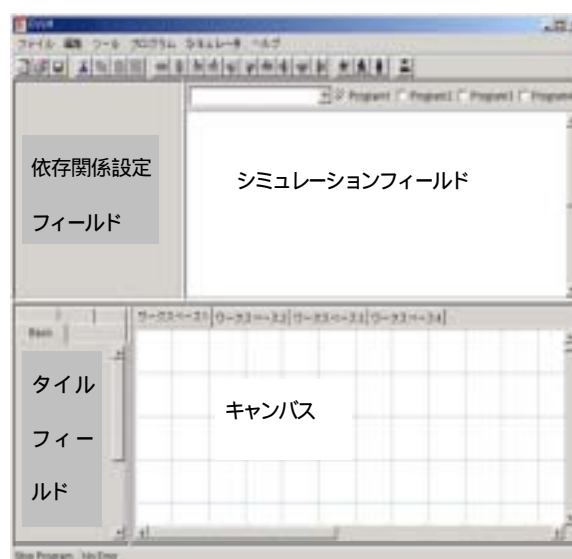 ファイル 編集 ツール プログラム シミュレータ ヘルプ
Program1 Program2 Program3 Program4
依存関係設定
フィールド
シミュレーションフィールド
ワークスペース1 ワークスペース2 ワークスペース3 ワークスペース4
Basic
タイル
フィー
ルド
キャンバス
Stop Program. No Error